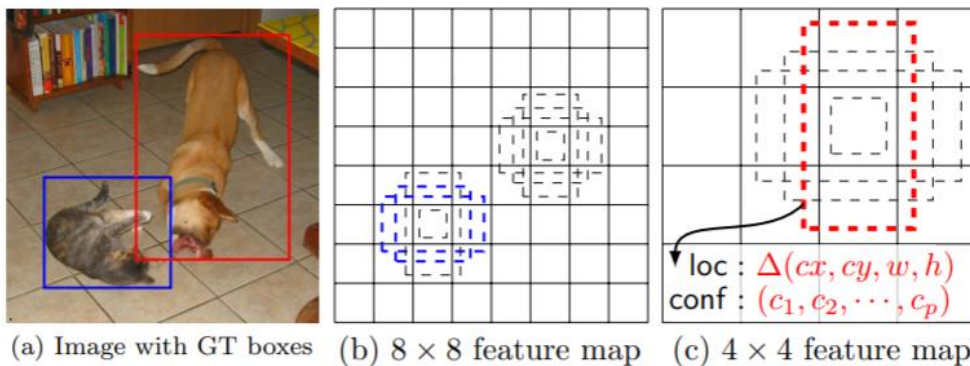 loc : Δ(cx, cy, w, h)
conf : (c₁, c₂, ⋯, cₚ)
(a) Image with GT boxes (b) 8 × 8 feature map (c) 4 × 4 feature map